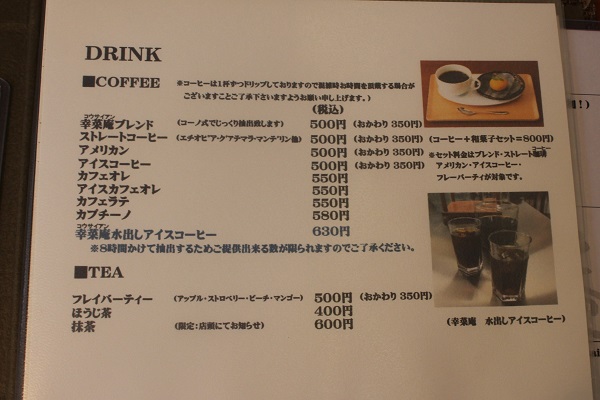 DRINK
■COFFEE
※コーヒーは1杯ずつドリップしておりますので混雑時お時間を頂戴する場合が
ございますことご了承下さいますようお願い申し上げます。)
(税込)
コウサイアン
幸菜庵ブレンド (コーノ式でじっくり抽出致します) 500円 (おかわり 350円)
ストレートコーヒー (エチオピア・グアテマラ・マンデリン他) 500円 (おかわり 350円)
アメリカン 500円 (おかわり 350円)
アイスコーヒー 500円 (おかわり 350円)
カフェオレ 550円
アイスカフェオレ 550円
カフェラテ 550円
カプチーノ 580円
コウサイアン
幸菜庵水出しアイスコーヒー 630円
※8時間かけて抽出するためご提供出来る数が限られますのでご了承ください。
■TEA
フレイバーティー (アップル・ストロベリー・ピーチ・マンゴー) 500円 (おかわり 350円)
ほうじ茶 400円
抹茶 (限定:店頭にてお知らせ) 600円
(コーヒー+和菓子セット=800円)
コーヒー
※セット料金はブレンド・ストレート珈琲
アメリカン・アイスコーヒー・
フレーバーティが対象です。
(幸菜庵 水出しアイスコーヒー)